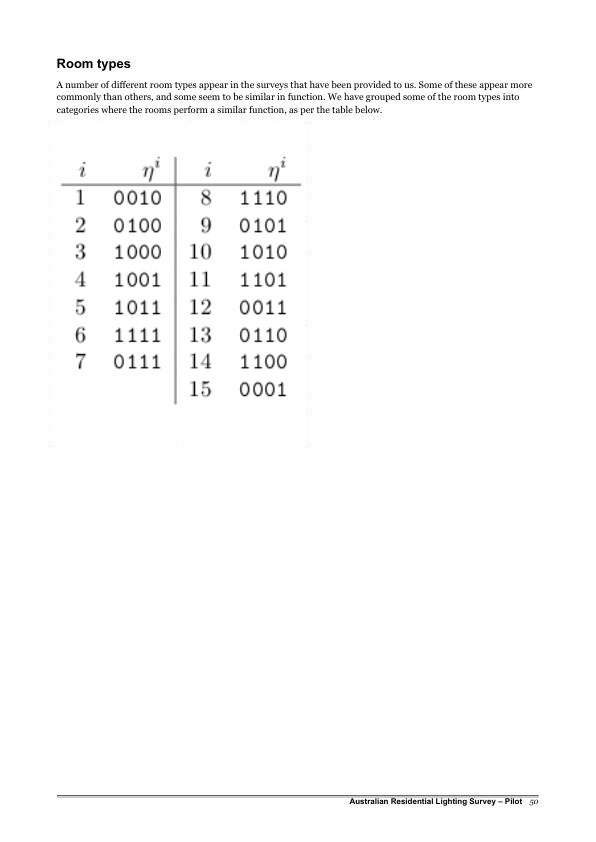 Room types
A number of different room types appear in the surveys that have been provided to us. Some of these appear more
commonly than others, and some seem to be similar in function. We have grouped some of the room types into
categories where the rooms perform a similar function, as per the table below.
i ηⁱ i ηⁱ
1 0010 8 1110
2 0100 9 0101
3 1000 10 1010
4 1001 11 1101
5 1011 12 0011
6 1111 13 0110
7 0111 14 1100
15 0001
Australian Residential Lighting Survey – Pilot 50